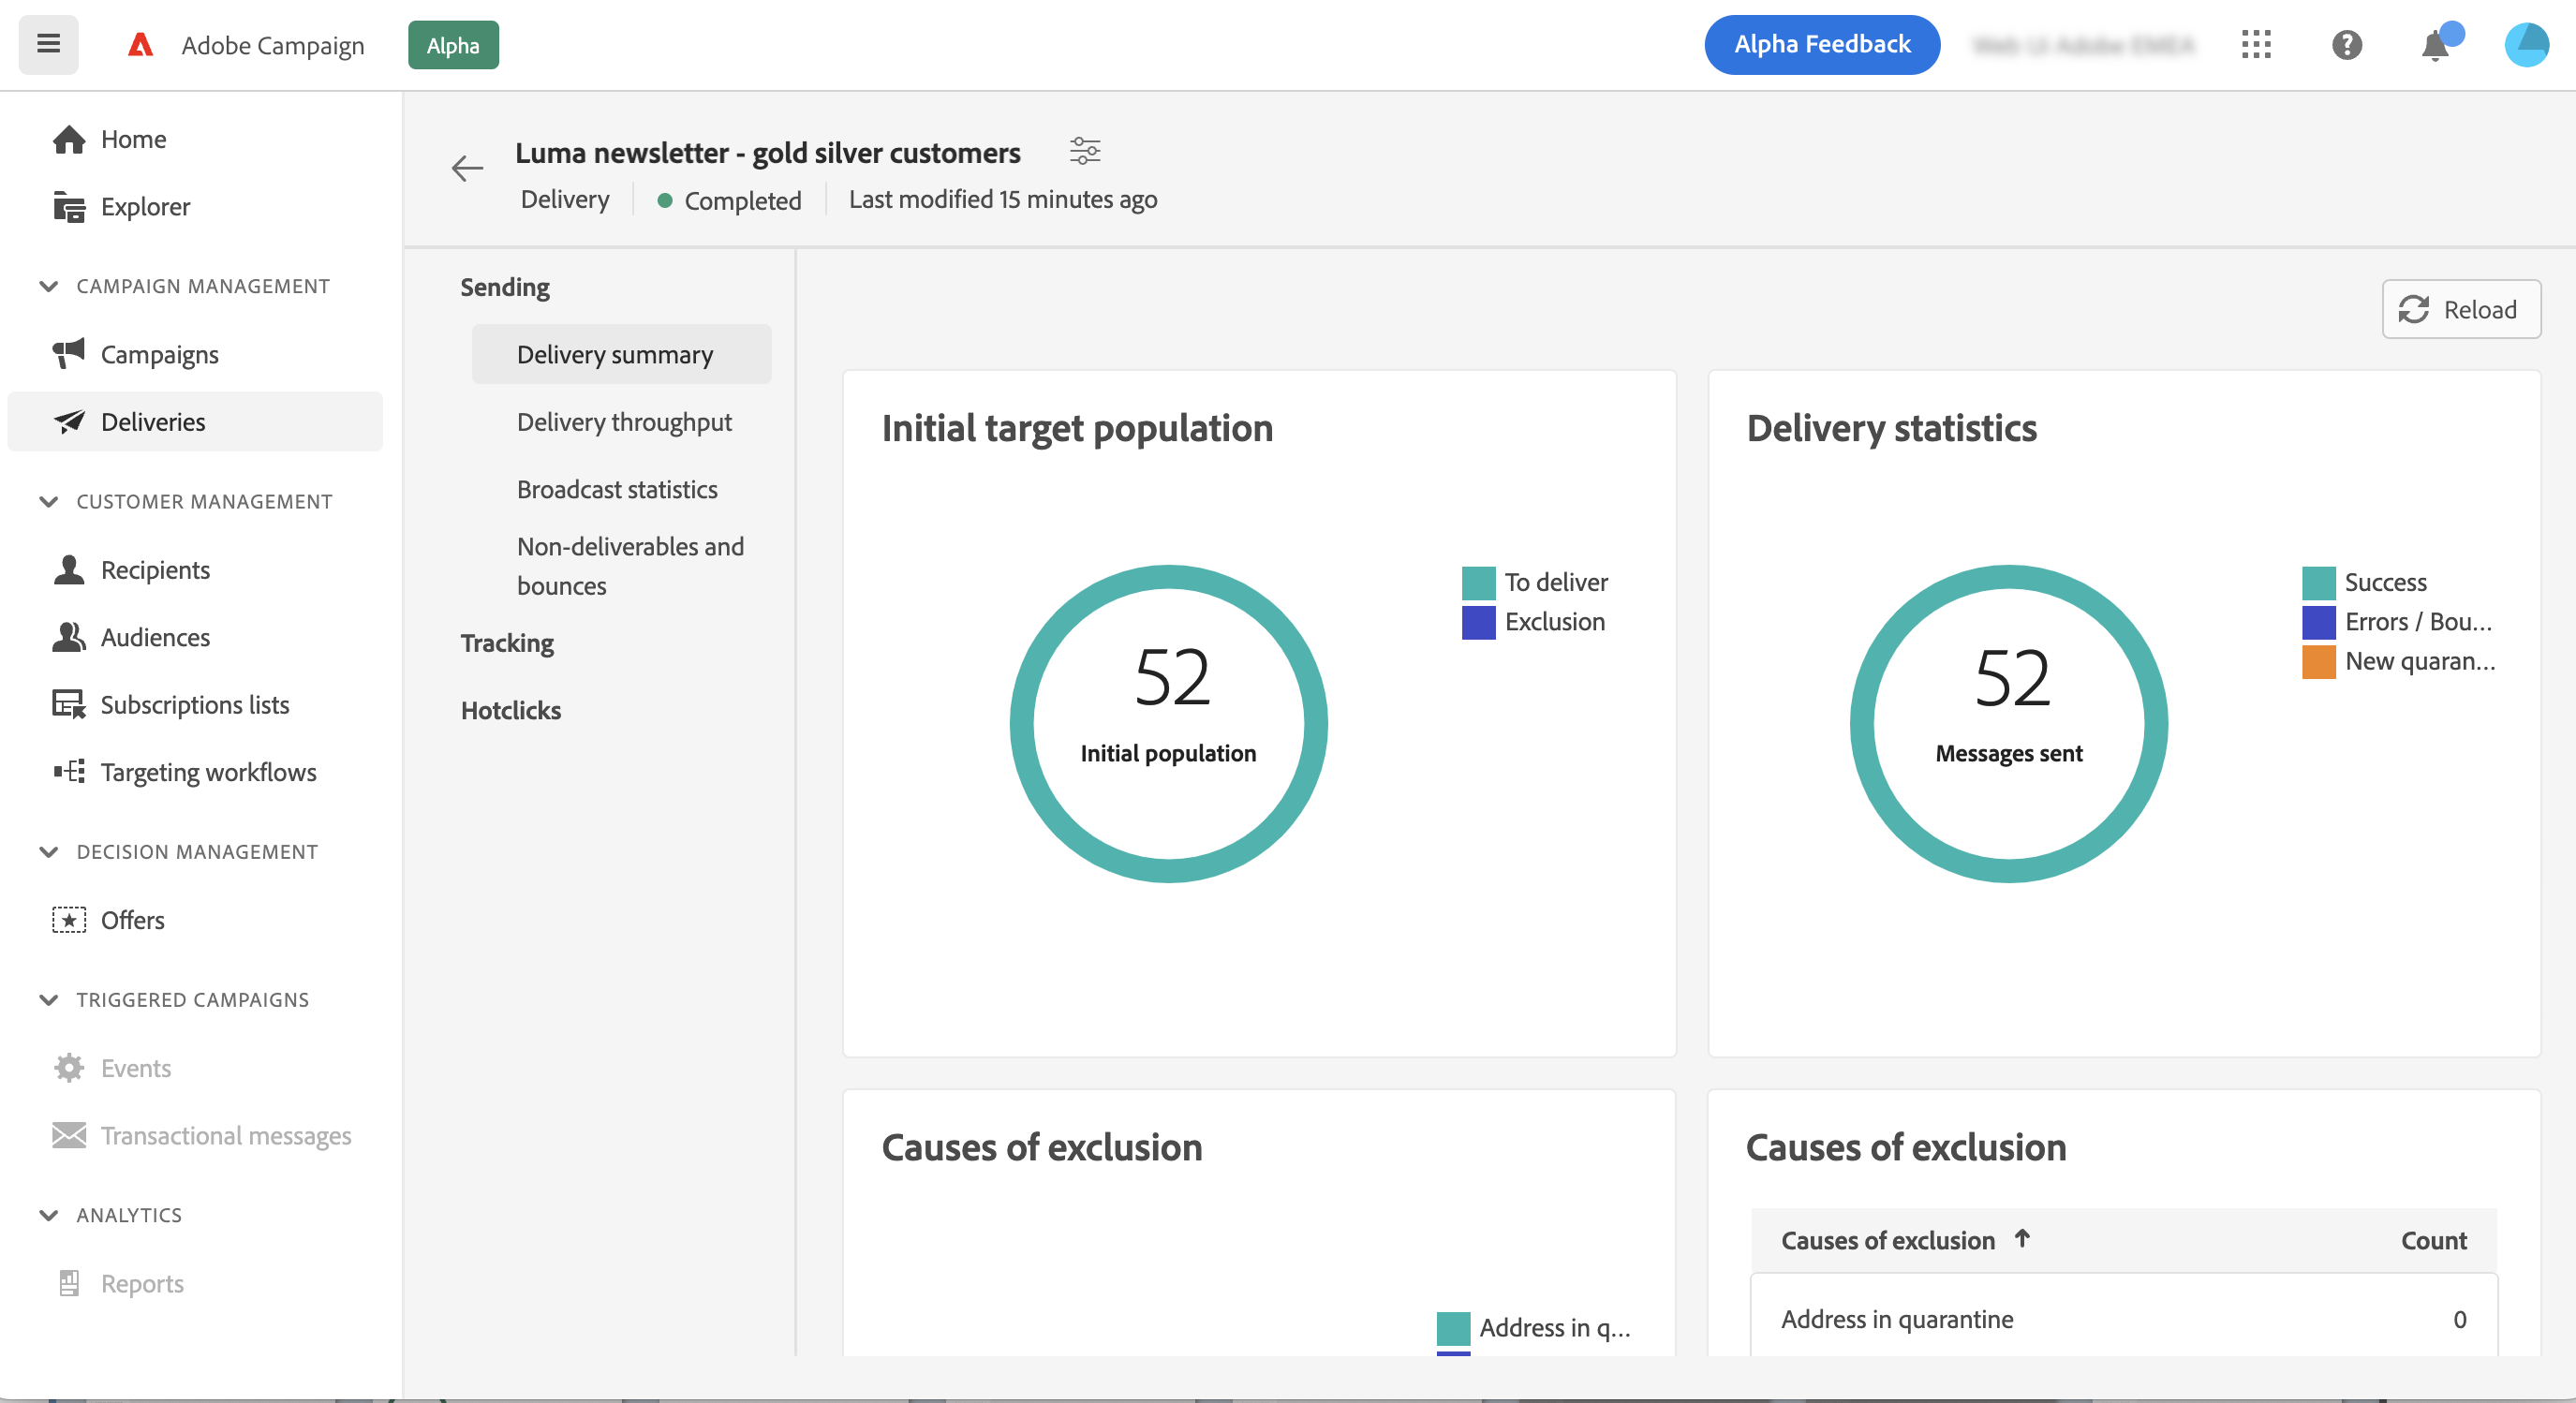 Adobe Campaign
Alpha
Alpha Feedback
Home
Explorer
CAMPAIGN MANAGEMENT
Campaigns
Deliveries
CUSTOMER MANAGEMENT
Recipients
Audiences
Subscriptions lists
Targeting workflows
DECISION MANAGEMENT
Offers
TRIGGERED CAMPAIGNS
Events
Transactional messages
ANALYTICS
Reports
Luma newsletter - gold silver customers
Delivery
Completed
Last modified 15 minutes ago
Sending
Delivery summary
Delivery throughput
Broadcast statistics
Non-deliverables and
bounces
Tracking
Hotclicks
Reload
Initial target population
52
Initial population
To deliver
Exclusion
Delivery statistics
52
Messages sent
Success
Errors / Bou...
New quaran...
Causes of exclusion
Address in q...
Causes of exclusion
Causes of exclusion Count
Address in quarantine 0